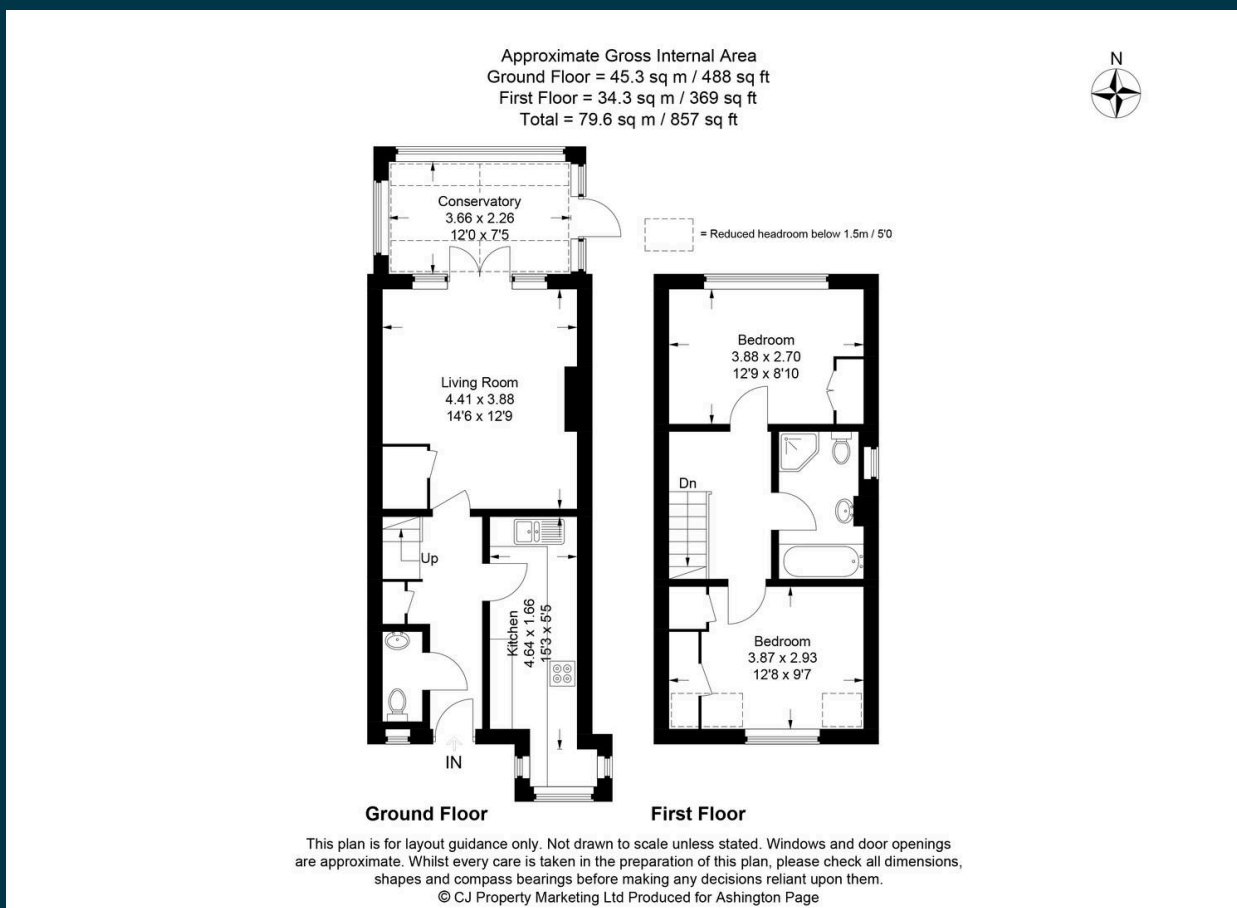 Approximate Gross Internal Area
Ground Floor = 45.3 sq m / 488 sq ft
First Floor = 34.3 sq m / 369 sq ft
Total = 79.6 sq m / 857 sq ft
N
Conservatory
3.66 x 2.26
12'0 x 7'5
= Reduced headroom below 1.5m / 5'0
Living Room
4.41 x 3.88
14'6 x 12'9
Up
Kitchen
4.64 x 1.66
15'3 x 5'5
IN
Ground Floor
Bedroom
3.88 x 2.70
12'9 x 8'10
Dn
Bedroom
3.87 x 2.93
12'8 x 9'7
First Floor
This plan is for layout guidance only. Not drawn to scale unless stated. Windows and door openings
are approximate. Whilst every care is taken in the preparation of this plan, please check all dimensions,
shapes and compass bearings before making any decisions reliant upon them.
© CJ Property Marketing Ltd Produced for Ashington Page